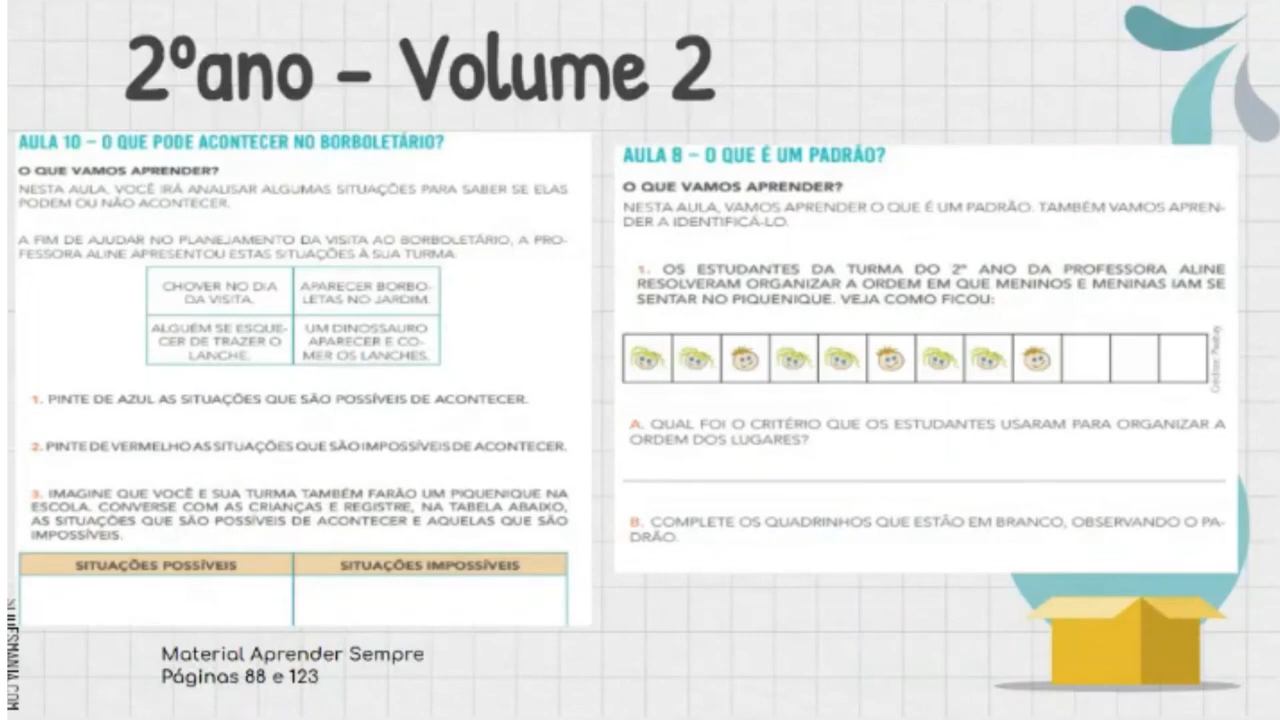 2ºano - Volume 2
AULA 10 – O QUE PODE ACONTECER NO BORBOLETÁRIO?
O QUE VAMOS APRENDER?
NESTA AULA, VOCÊ IRÁ ANALISAR ALGUMAS SITUAÇÕES PARA SABER SE ELAS
PODEM OU NÃO ACONTECER.
A FIM DE AJUDAR NO PLANEJAMENTO DA VISITA AO BORBOLETÁRIO, A PRO-
FESSORA ALINE APRESENTOU ESTAS SITUAÇÕES À SUA TURMA:
CHOVER NO DIA
DA VISITA.
APARECER BORBO-
LETAS NO JARDIM.
ALGUÉM SE ESQUE-
CER DE TRAZER O
LANCHE.
UM DINOSSAURO
APARECER E CO-
MER OS LANCHES.
1. PINTE DE AZUL AS SITUAÇÕES QUE SÃO POSSÍVEIS DE ACONTECER.
2. PINTE DE VERMELHO AS SITUAÇÕES QUE SÃO IMPOSSÍVEIS DE ACONTECER.
3. IMAGINE QUE VOCÊ E SUA TURMA TAMBÉM FARÃO UM PIQUENIQUE NA
ESCOLA. CONVERSE COM AS CRIANÇAS E REGISTRE, NA TABELA ABAIXO,
AS SITUAÇÕES QUE SÃO POSSÍVEIS DE ACONTECER E AQUELAS QUE SÃO
IMPOSSÍVEIS.
SITUAÇÕES POSSÍVEIS
SITUAÇÕES IMPOSSÍVEIS
AULA 8 – O QUE É UM PADRÃO?
O QUE VAMOS APRENDER?
NESTA AULA, VAMOS APRENDER O QUE É UM PADRÃO. TAMBÉM VAMOS APREN-
DER A IDENTIFICÁ-LO.
1. OS ESTUDANTES DA TURMA DO 2º ANO DA PROFESSORA ALINE
RESOLVERAM ORGANIZAR A ORDEM EM QUE MENINOS E MENINAS IAM SE
SENTAR NO PIQUENIQUE. VEJA COMO FICOU:
Créditos: Pixabay
A. QUAL FOI O CRITÉRIO QUE OS ESTUDANTES USARAM PARA ORGANIZAR A
ORDEM DOS LUGARES?
B. COMPLETE OS QUADRINHOS QUE ESTÃO EM BRANCO, OBSERVANDO O PA-
DRÃO.
Material Aprender Sempre
Páginas 88 e 123
SLIDESMANIA.COM